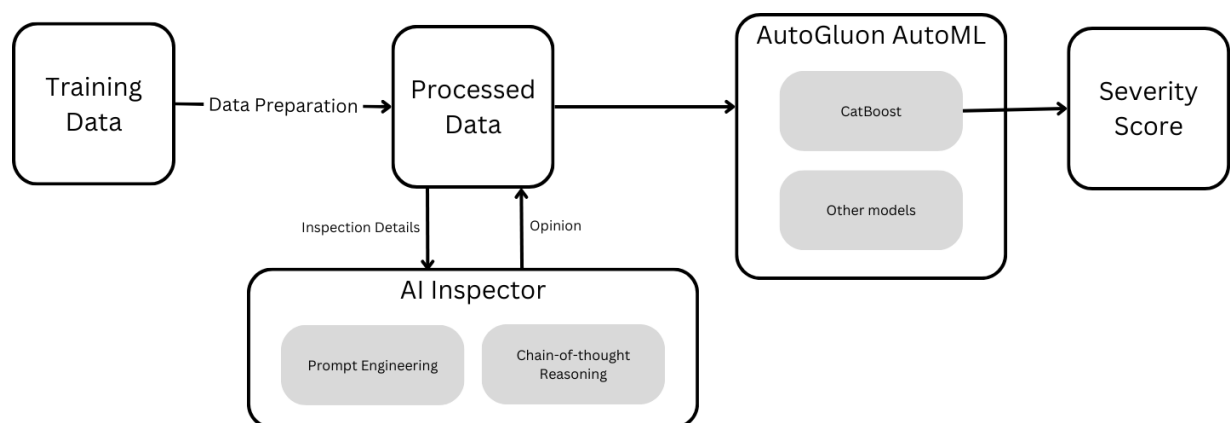 Training
Data
Data Preparation
Processed
Data
AutoGluon AutoML
CatBoost
Other models
Severity
Score
Inspection Details
Opinion
AI Inspector
Prompt Engineering
Chain-of-thought
Reasoning